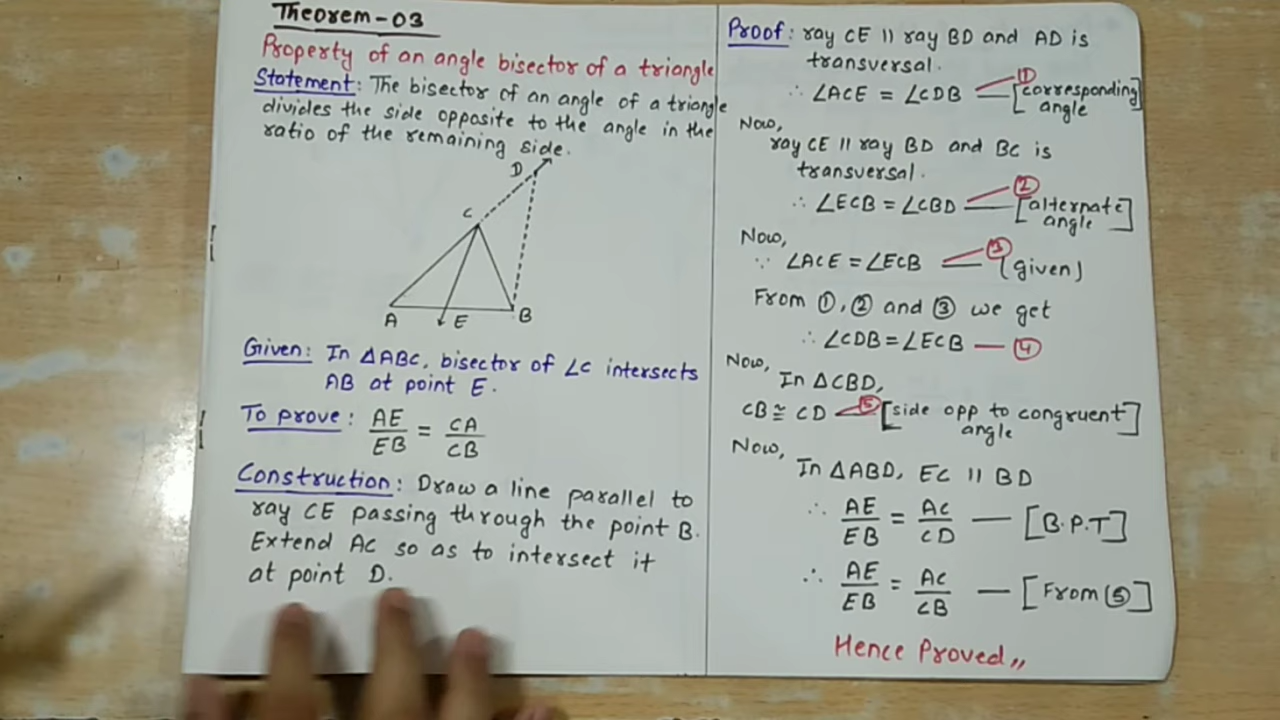 Theorem-03
Property of an angle bisector of a triangle
Statement: The bisector of an angle of a triangle
divides the side opposite to the angle in the
ratio of the remaining side.
D
C
A
E
B
Given: In ΔABC, bisector of ∠C intersects
AB at point E.
To prove: AE/EB = CA/CB
Construction: Draw a line parallel to
ray CE passing through the point B.
Extend AC so as to intersect it
at point D.
Proof: ray CE || ray BD and AD is
transversal.
∴ ∠ACE = ∠CDB — ① [corresponding
angle]
Now,
ray CE || ray BD and BC is
transversal.
∴ ∠ECB = ∠CBD — ② [alternate
angle]
Now,
∵ ∠ACE = ∠ECB — ③ (given)
From ①, ② and ③ we get
∴ ∠CDB = ∠ECB — ④
Now,
In ΔCBD,
CB ≅ CD — ⑤ [side opp to congruent
angle]
Now,
In ΔABD, EC || BD
∴ AE/EB = AC/CD — [B.P.T]
∴ AE/EB = AC/CB — [From ⑤]
Hence Proved,,